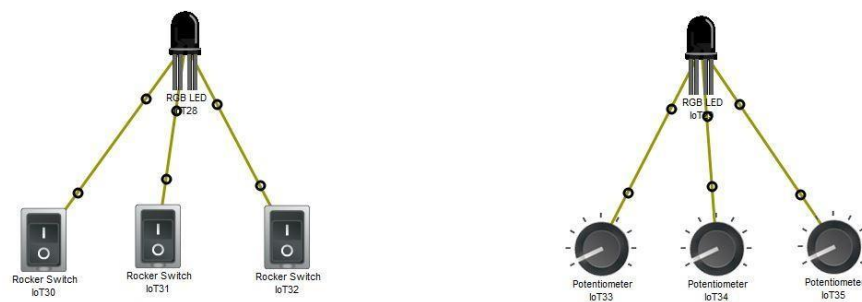 RGB LED
IoT28
Rocker Switch
IoT30
Rocker Switch
IoT31
Rocker Switch
IoT32
RGB LED
Potentiometer
IoT33
Potentiometer
IoT34
Potentiometer
IoT35